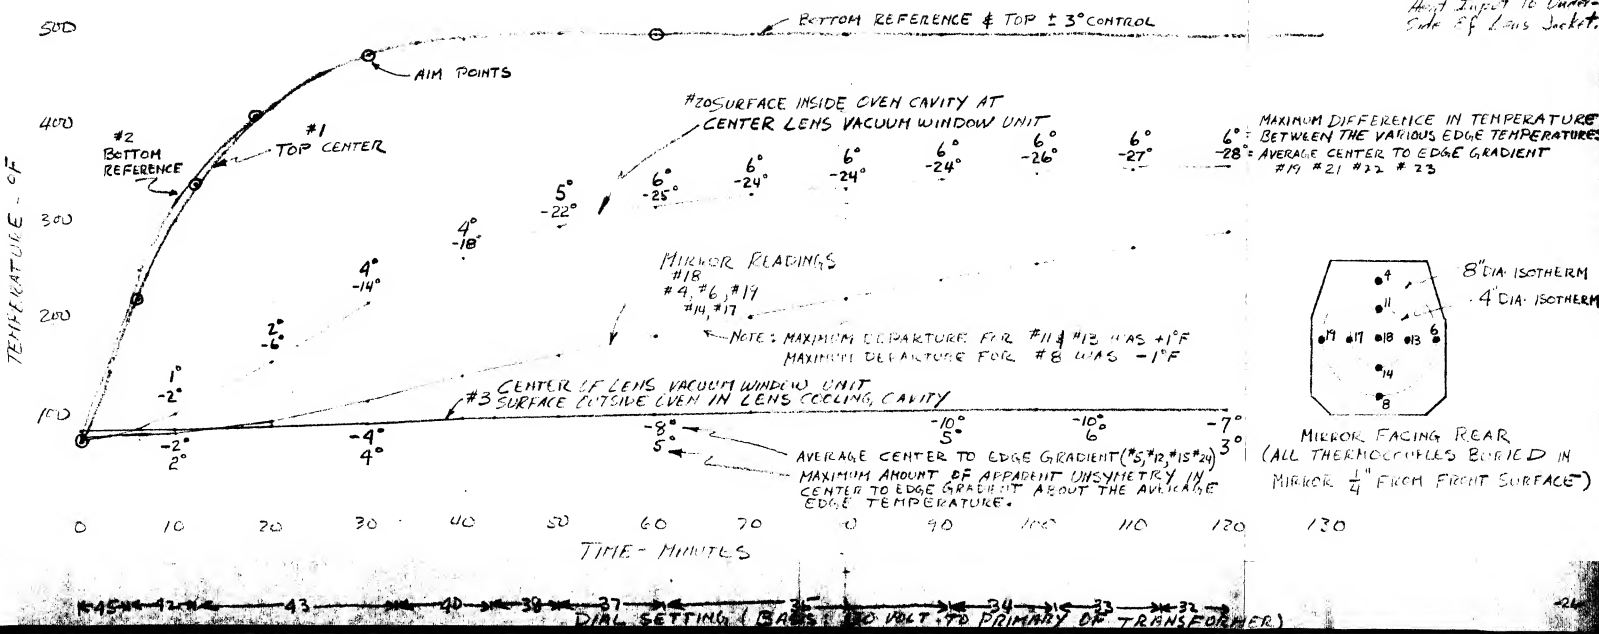 Heat Input To Under-
Side Of Lens Jacket.
500
BOTTOM REFERENCE & TOP ± 3° CONTROL
AIM POINTS
400
#2
BOTTOM
REFERENCE
#1
TOP CENTER
#20 SURFACE INSIDE OVEN CAVITY AT
CENTER LENS VACUUM WINDOW UNIT
TEMPERATURE - °F
300
200
100
1°
-2°
2°
-6°
4°
-14°
4°
-18°
5°
-22°
6°
-25°
6°
-24°
6°
-24°
6°
-24°
6°
-26°
6°
-27°
6° = MAXIMUM DIFFERENCE IN TEMPERATURE
BETWEEN THE VARIOUS EDGE TEMPERATURES
-28° = AVERAGE CENTER TO EDGE GRADIENT
#19 #21 #22 #23
MIRROR READINGS
#18
#4, #6, #19
#14, #17
NOTE: MAXIMUM DEPARTURE FOR #11 & #13 WAS +1°F
MAXIMUM DEPARTURE FOR #8 WAS -1°F
#3 CENTER OF LENS VACUUM WINDOW UNIT
SURFACE OUTSIDE OVEN IN LENS COOLING CAVITY
-2°
2°
-4°
4°
-8°
5°
-10°
5°
-10°
6°
-7°
3°
AVERAGE CENTER TO EDGE GRADIENT (#5, #12, #15 #24)
MAXIMUM AMOUNT OF APPARENT UNSYMETRY IN
CENTER TO EDGE GRADIENT ABOUT THE AVERAGE
EDGE TEMPERATURE.
8" DIA. ISOTHERM
4" DIA. ISOTHERM
4
11
19 17 18 13 6
14
8
MIRROR FACING REAR
(ALL THERMOCOUPLES BURIED IN
MIRROR 1/4" FROM FRONT SURFACE)
0 10 20 30 40 50 60 70 90 100 110 120 130
TIME - MINUTES
45 42 43 40 38 37 34 33 32
DIAL SETTING ( VOLT TO PRIMARY OF TRANSFORMER)